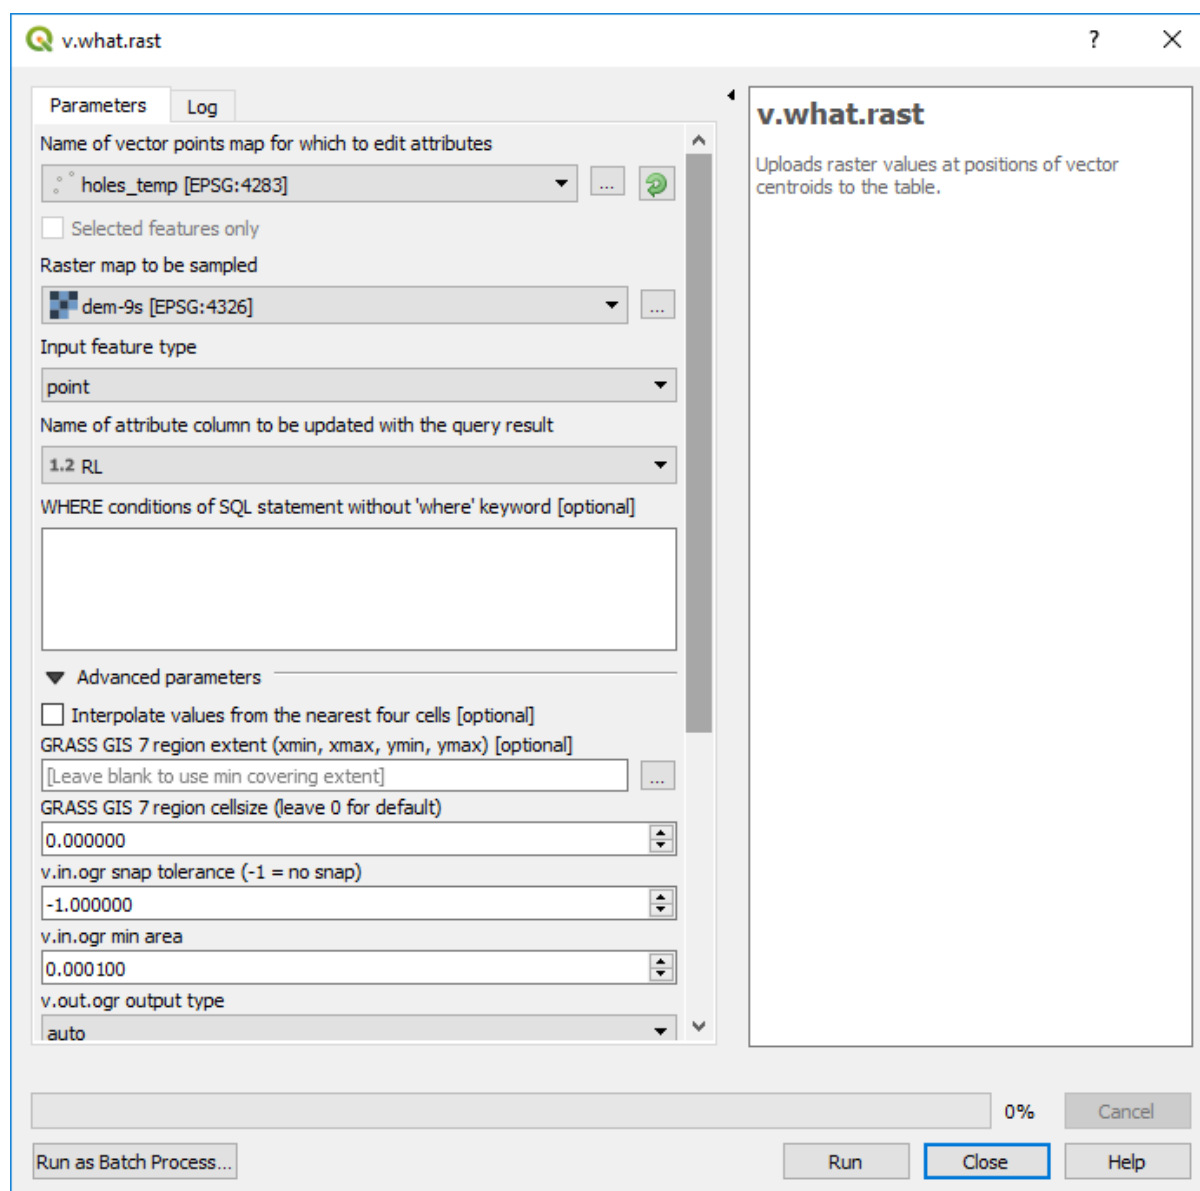 v.what.rast
?
Parameters
Log
Name of vector points map for which to edit attributes
holes_temp [EPSG:4283]
...
Selected features only
Raster map to be sampled
dem-9s [EPSG:4326]
...
Input feature type
point
Name of attribute column to be updated with the query result
1.2 RL
WHERE conditions of SQL statement without 'where' keyword [optional]
Advanced parameters
Interpolate values from the nearest four cells [optional]
GRASS GIS 7 region extent (xmin, xmax, ymin, ymax) [optional]
[Leave blank to use min covering extent]
...
GRASS GIS 7 region cellsize (leave 0 for default)
0.000000
v.in.ogr snap tolerance (-1 = no snap)
-1.000000
v.in.ogr min area
0.000100
v.out.ogr output type
auto
v.what.rast
Uploads raster values at positions of vector
centroids to the table.
0%
Cancel
Run as Batch Process...
Run
Close
Help